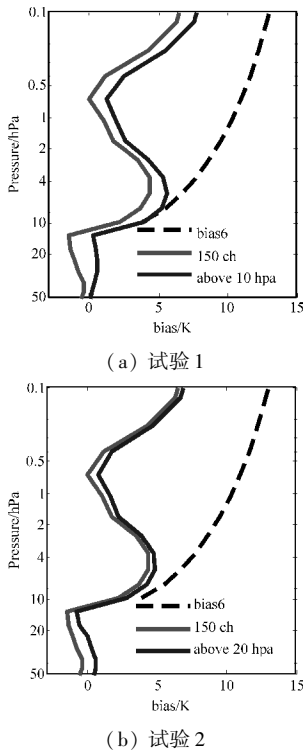 0.1
0.5
1
2
4
10
20
50
Pressure/hPa
bias6
150 ch
above 10 hpa
0 5 10 15
bias/K
(a) 试验1
0.1
0.5
1
2
4
10
20
50
Pressure/hPa
bias6
150 ch
above 20 hpa
0 5 10 15
bias/K
(b) 试验2